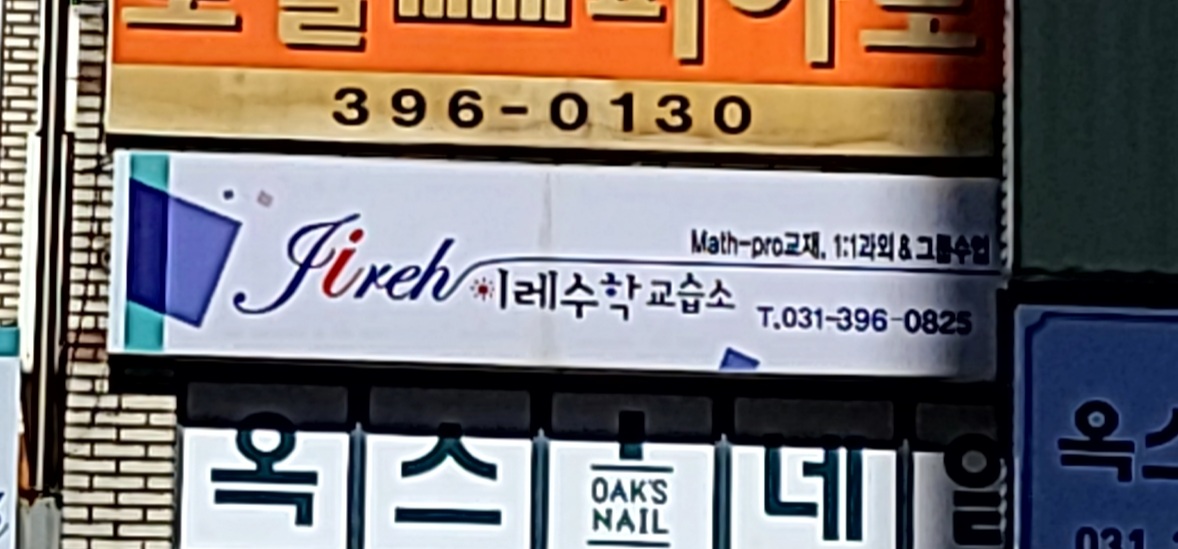 396-0130
Math-pro교재, 1:1과외 & 그룹수업
Jireh 이레수학교습소
T.031-396-0825
옥스 네일
OAK'S
NAIL
옥스
031